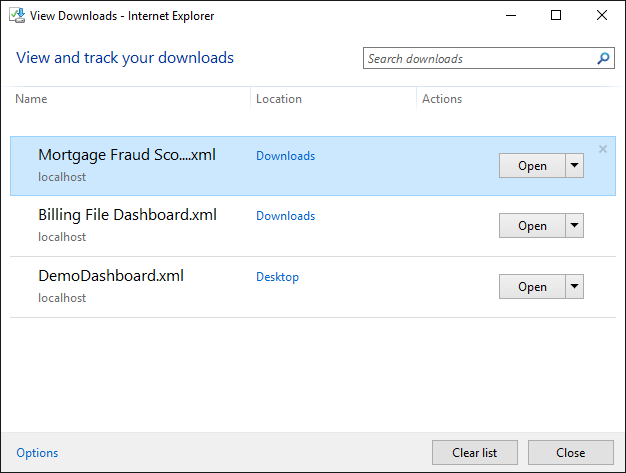 View Downloads - Internet Explorer
View and track your downloads
Search downloads
Name Location Actions
Mortgage Fraud Sco....xml Downloads Open
localhost
Billing File Dashboard.xml Downloads Open
localhost
DemoDashboard.xml Desktop Open
localhost
Options Clear list Close